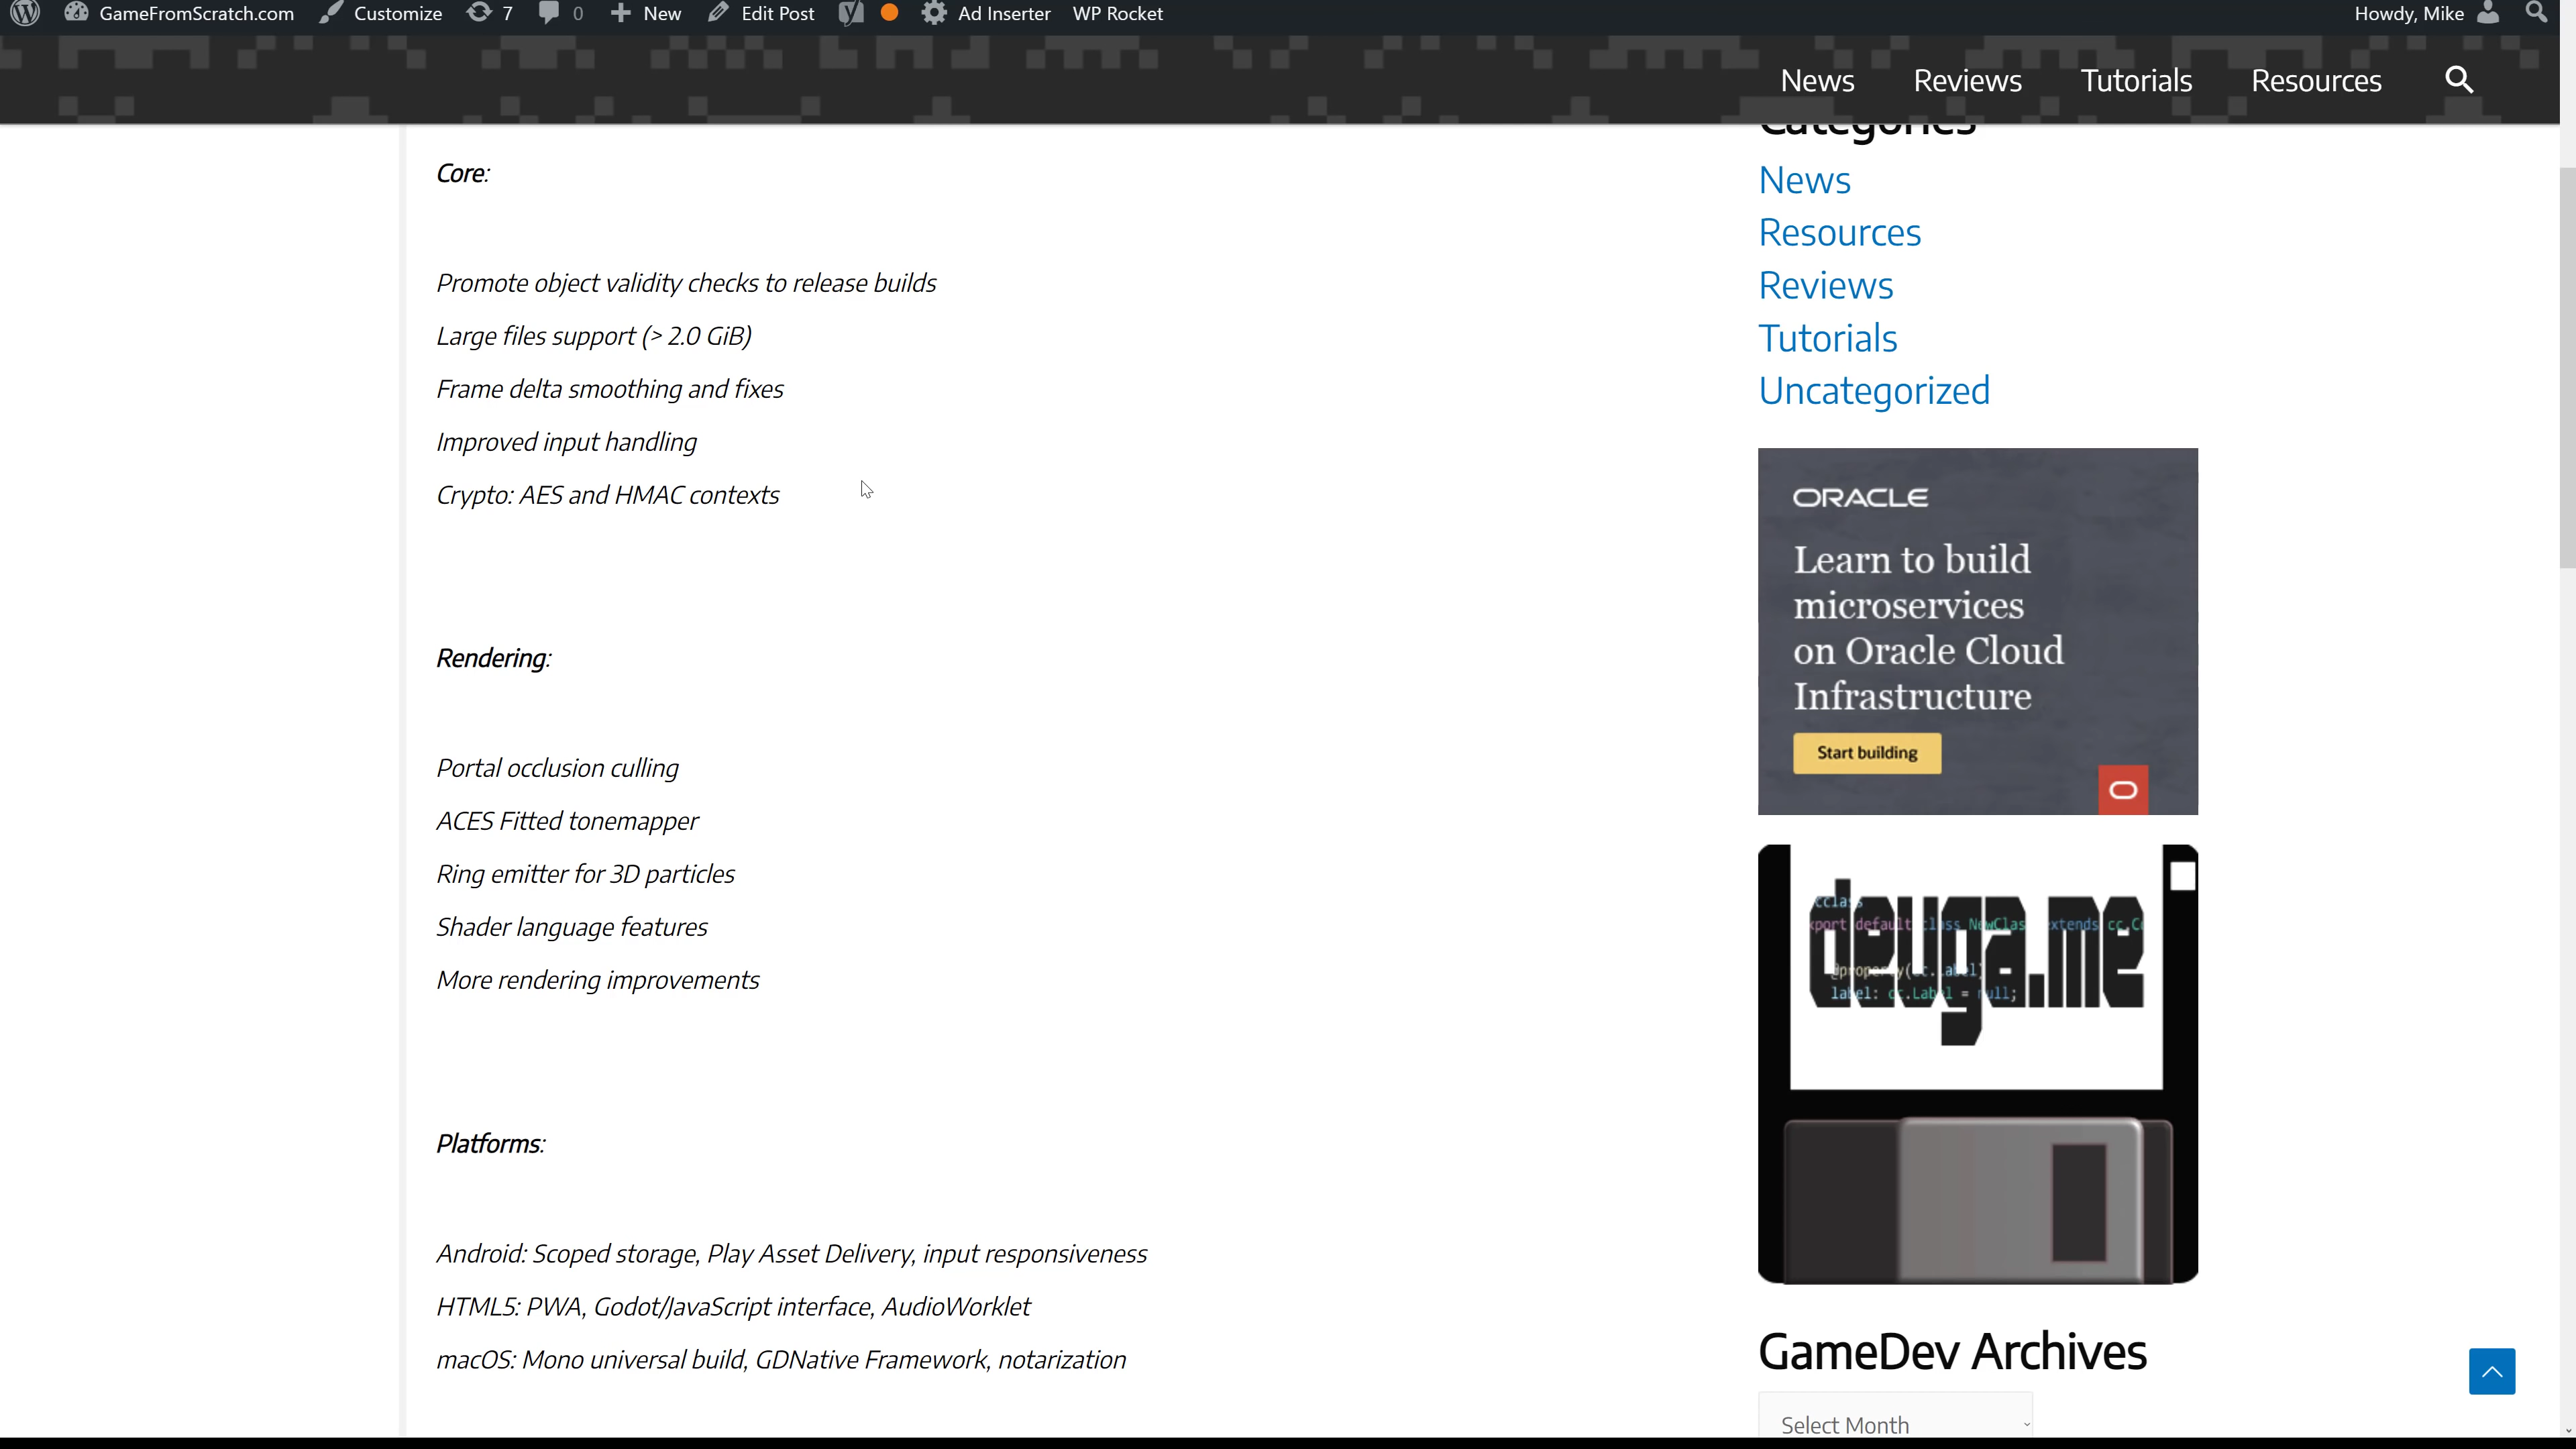 GameFromScratch.com Customize 7 0 New Edit Post Ad Inserter WP Rocket Howdy, Mike
News Reviews Tutorials Resources
Categories
Core:
Promote object validity checks to release builds
Large files support (> 2.0 GiB)
Frame delta smoothing and fixes
Improved input handling
Crypto: AES and HMAC contexts
Rendering:
Portal occlusion culling
ACES Fitted tonemapper
Ring emitter for 3D particles
Shader language features
More rendering improvements
Platforms:
Android: Scoped storage, Play Asset Delivery, input responsiveness
HTML5: PWA, Godot/JavaScript interface, AudioWorklet
macOS: Mono universal build, GDNative Framework, notarization
News
Resources
Reviews
Tutorials
Uncategorized
ORACLE
Learn to build
microservices
on Oracle Cloud
Infrastructure
Start building
devga.me
GameDev Archives
Select Month